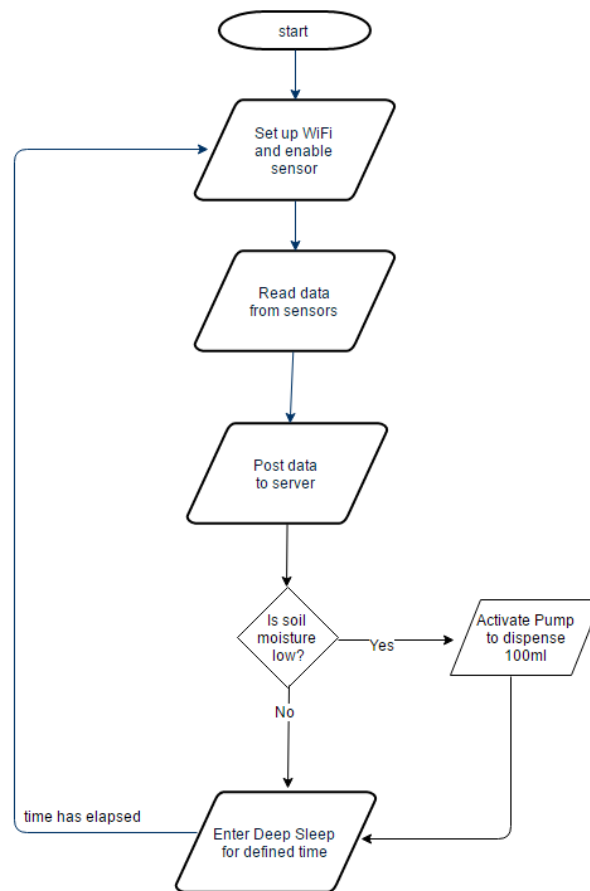 start
Set up WiFi
and enable
sensor
Read data
from sensors
Post data
to server
Is soil
moisture
low?
Yes
Activate Pump
to dispense
100ml
No
time has elapsed
Enter Deep Sleep
for defined time